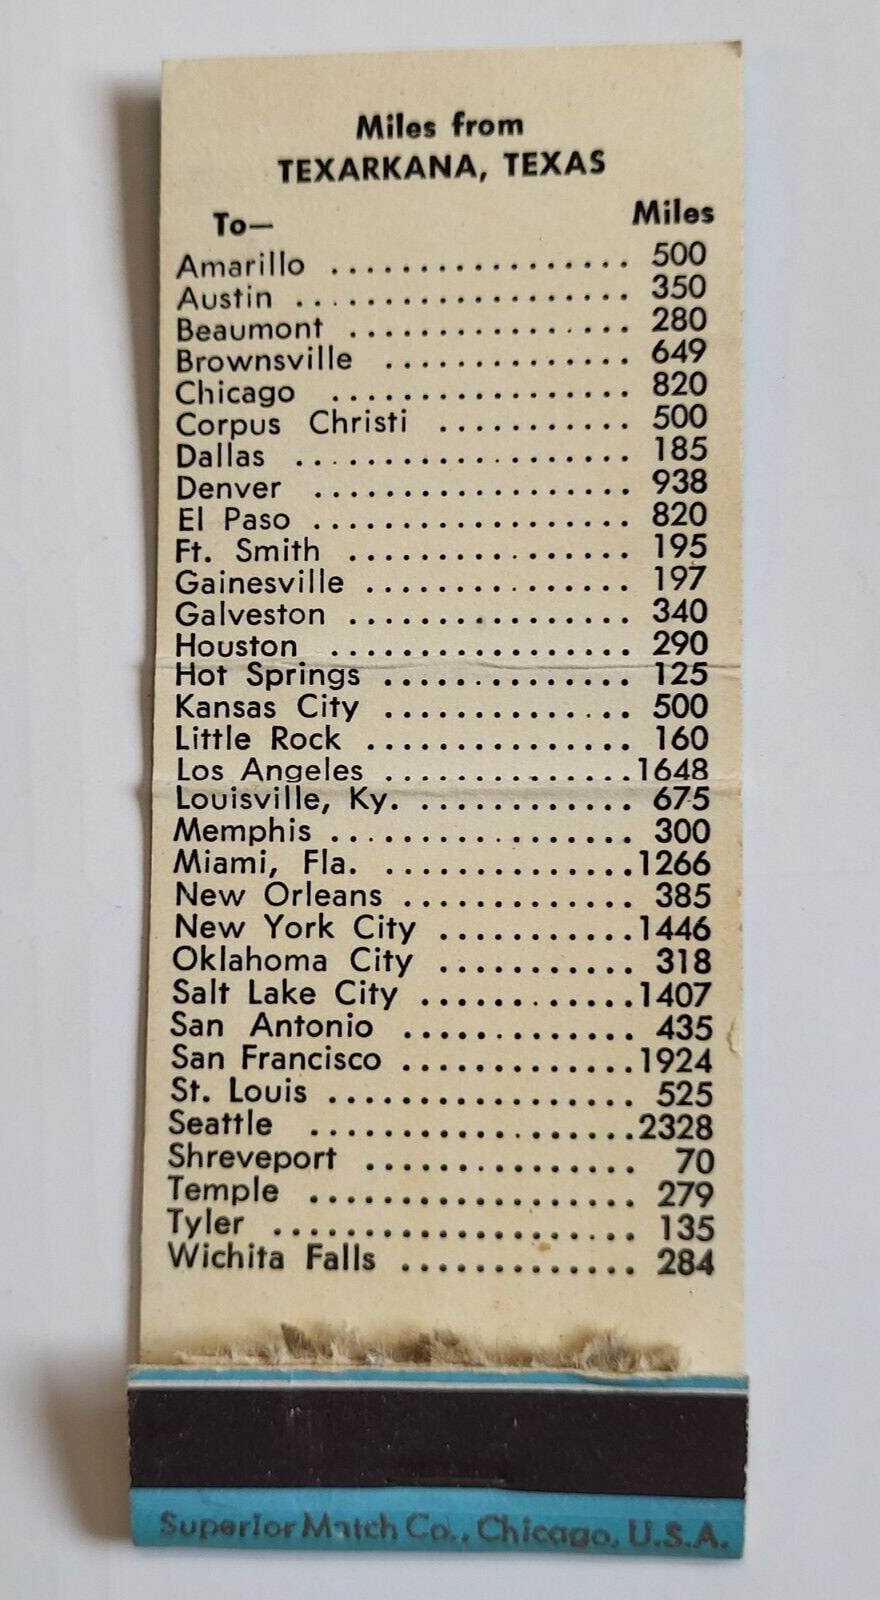 Miles from
TEXARKANA, TEXAS
To— Miles
Amarillo ................. 500
Austin ................... 350
Beaumont ................ 280
Brownsville .............. 649
Chicago ................. 820
Corpus Christi ........... 500
Dallas ................... 185
Denver .................. 938
El Paso .................. 820
Ft. Smith ................ 195
Gainesville ............... 197
Galveston ................ 340
Houston ................. 290
Hot Springs .............. 125
Kansas City .............. 500
Little Rock ............... 160
Los Angeles ..............1648
Louisville, Ky. ............ 675
Memphis ................. 300
Miami, Fla. ..............1266
New Orleans ............. 385
New York City ...........1446
Oklahoma City ........... 318
Salt Lake City ............1407
San Antonio ............. 435
San Francisco .............1924
St. Louis ................. 525
Seattle ..................2328
Shreveport ............... 70
Temple .................. 279
Tyler .................... 135
Wichita Falls ............. 284
Superior Match Co., Chicago, U.S.A.